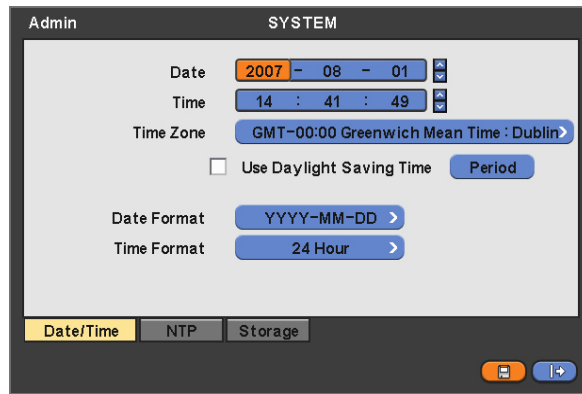 Admin SYSTEM
Date 2007 - 08 - 01
Time 14 : 41 : 49
Time Zone GMT-00:00 Greenwich Mean Time : Dublin
Use Daylight Saving Time Period
Date Format YYYY-MM-DD
Time Format 24 Hour
Date/Time NTP Storage